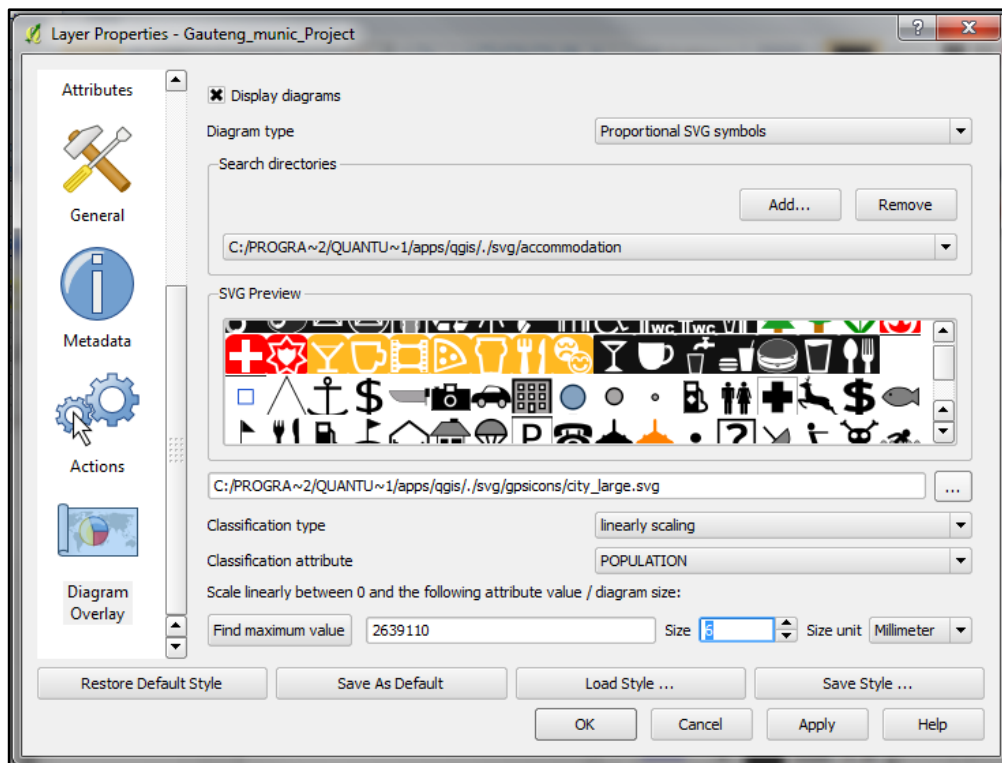 Layer Properties - Gauteng_munic_Project
Attributes
General
Metadata
Actions
Diagram
Overlay
Display diagrams
Diagram type
Proportional SVG symbols
Search directories
Add...
Remove
C:/PROGRA~2/QUANTU~1/apps/qgis/./svg/accommodation
SVG Preview
WC WC
$ $
P ?
C:/PROGRA~2/QUANTU~1/apps/qgis/./svg/gpsicons/city_large.svg
...
Classification type
linearly scaling
Classification attribute
POPULATION
Scale linearly between 0 and the following attribute value / diagram size:
Find maximum value 2639110 Size 6 Size unit Millimeter
Restore Default Style Save As Default Load Style ... Save Style ...
OK Cancel Apply Help